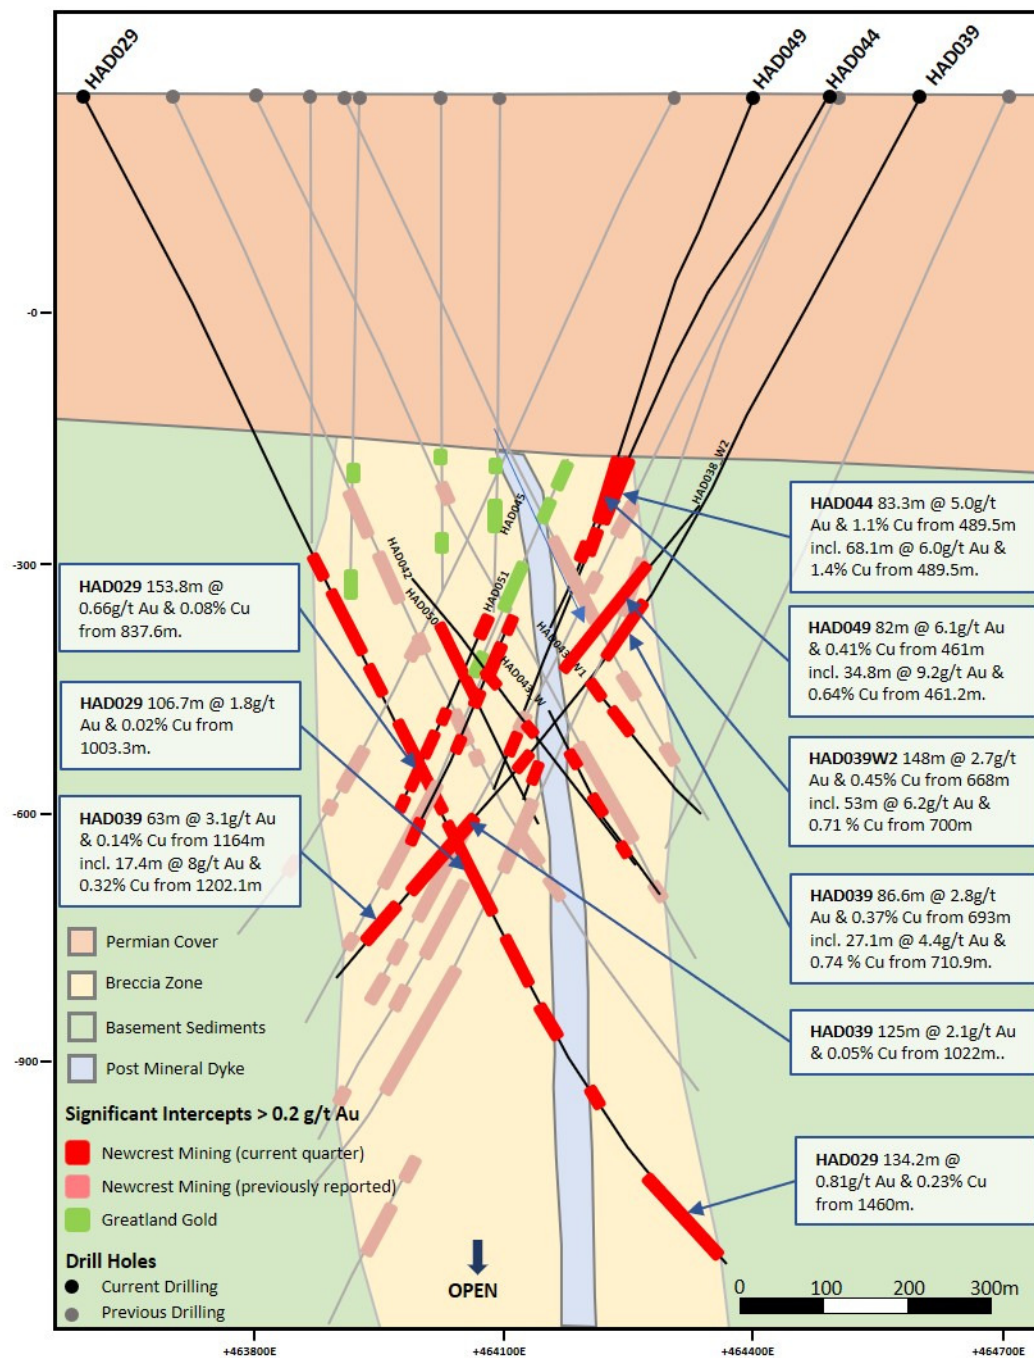 HAD029
HAD049
HAD044
HAD039
-0
-300
-600
-900
HAD038_W2
HAD045
HAD042
HAD050
HAD051
HAD043_W1
HAD043_W
HAD029 153.8m @
0.66g/t Au & 0.08% Cu
from 837.6m.
HAD029 106.7m @ 1.8g/t
Au & 0.02% Cu from
1003.3m.
HAD039 63m @ 3.1g/t Au
& 0.14% Cu from 1164m
incl. 17.4m @ 8g/t Au &
0.32% Cu from 1202.1m
HAD044 83.3m @ 5.0g/t
Au & 1.1% Cu from 489.5m
incl. 68.1m @ 6.0g/t Au &
1.4% Cu from 489.5m.
HAD049 82m @ 6.1g/t Au
& 0.41% Cu from 461m
incl. 34.8m @ 9.2g/t Au &
0.64% Cu from 461.2m.
HAD039W2 148m @ 2.7g/t
Au & 0.45% Cu from 668m
incl. 53m @ 6.2g/t Au &
0.71 % Cu from 700m
HAD039 86.6m @ 2.8g/t
Au & 0.37% Cu from 693m
incl. 27.1m @ 4.4g/t Au &
0.74 % Cu from 710.9m.
HAD039 125m @ 2.1g/t Au
& 0.05% Cu from 1022m..
HAD029 134.2m @
0.81g/t Au & 0.23% Cu
from 1460m.
Permian Cover
Breccia Zone
Basement Sediments
Post Mineral Dyke
Significant Intercepts > 0.2 g/t Au
Newcrest Mining (current quarter)
Newcrest Mining (previously reported)
Greatland Gold
Drill Holes
Current Drilling
Previous Drilling
OPEN
0 100 200 300m
+463800E +464100E +464400E +464700E